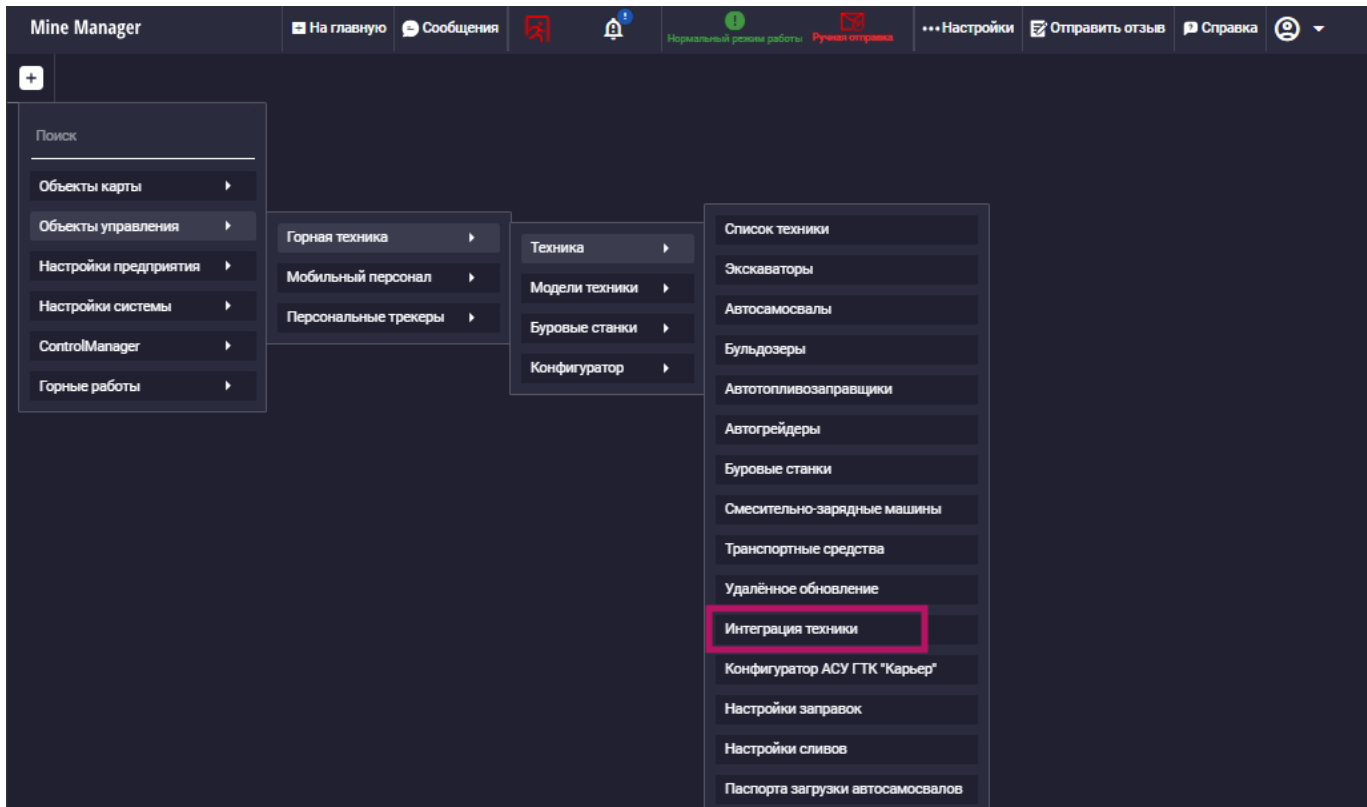 Mine Manager
На главную
Сообщения
Нормальный режим работы
Ручная отправка
Настройки
Отправить отзыв
Справка
Поиск
Объекты карты
Объекты управления
Настройки предприятия
Настройки системы
ControlManager
Горные работы
Горная техника
Мобильный персонал
Персональные трекеры
Техника
Модели техники
Буровые станки
Конфигуратор
Список техники
Экскаваторы
Автосамосвалы
Бульдозеры
Автотопливозаправщики
Автогрейдеры
Буровые станки
Смесительно-зарядные машины
Транспортные средства
Удалённое обновление
Интеграция техники
Конфигуратор АСУ ГТК "Карьер"
Настройки заправок
Настройки сливов
Паспорта загрузки автосамосвалов